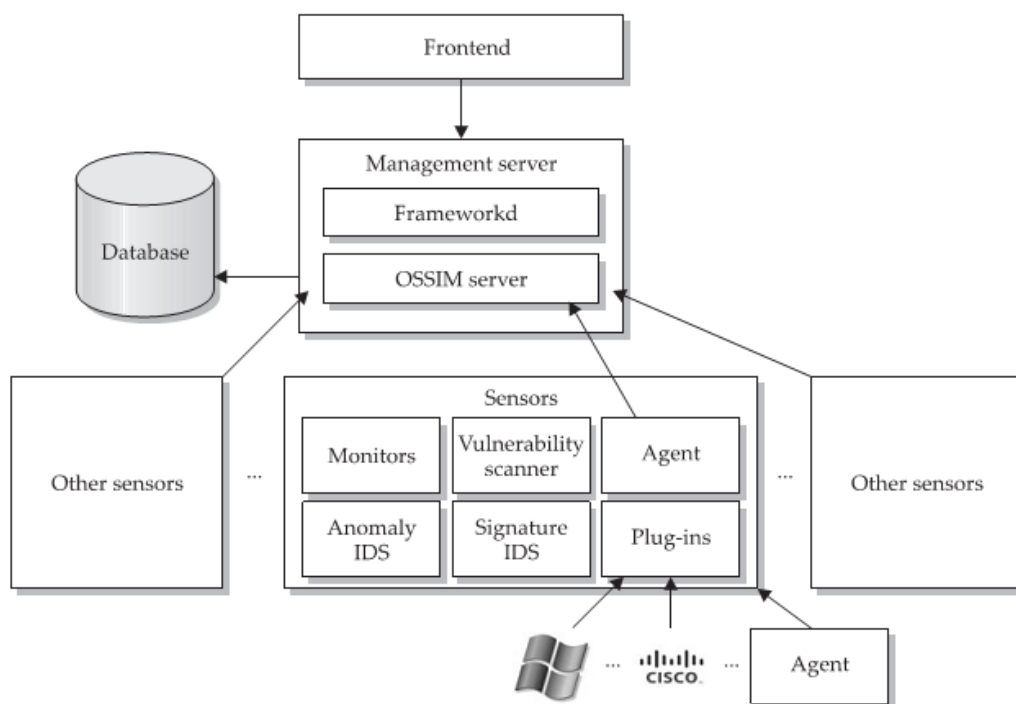 Frontend
Management server
Frameworkd
Database
OSSIM server
Sensors
Other sensors
...
Monitors
Vulnerability
scanner
Agent
...
Other sensors
Anomaly
IDS
Signature
IDS
Plug-ins
...
CISCO
...
Agent